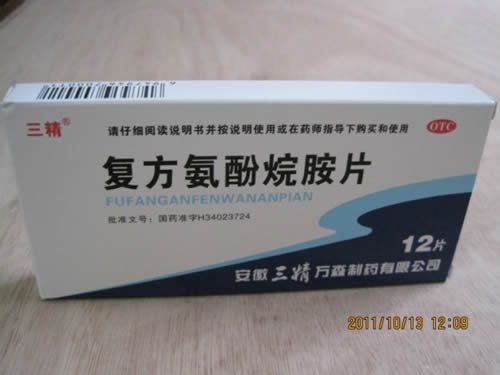 三精®
请仔细阅读说明书并按说明使用或在药师指导下购买和使用
OTC
复方氨酚烷胺片
FUFANGANFENWANANPIAN
批准文号：国药准字H34023724
12片
安徽三精万森制药有限公司
2011/10/13 12:09